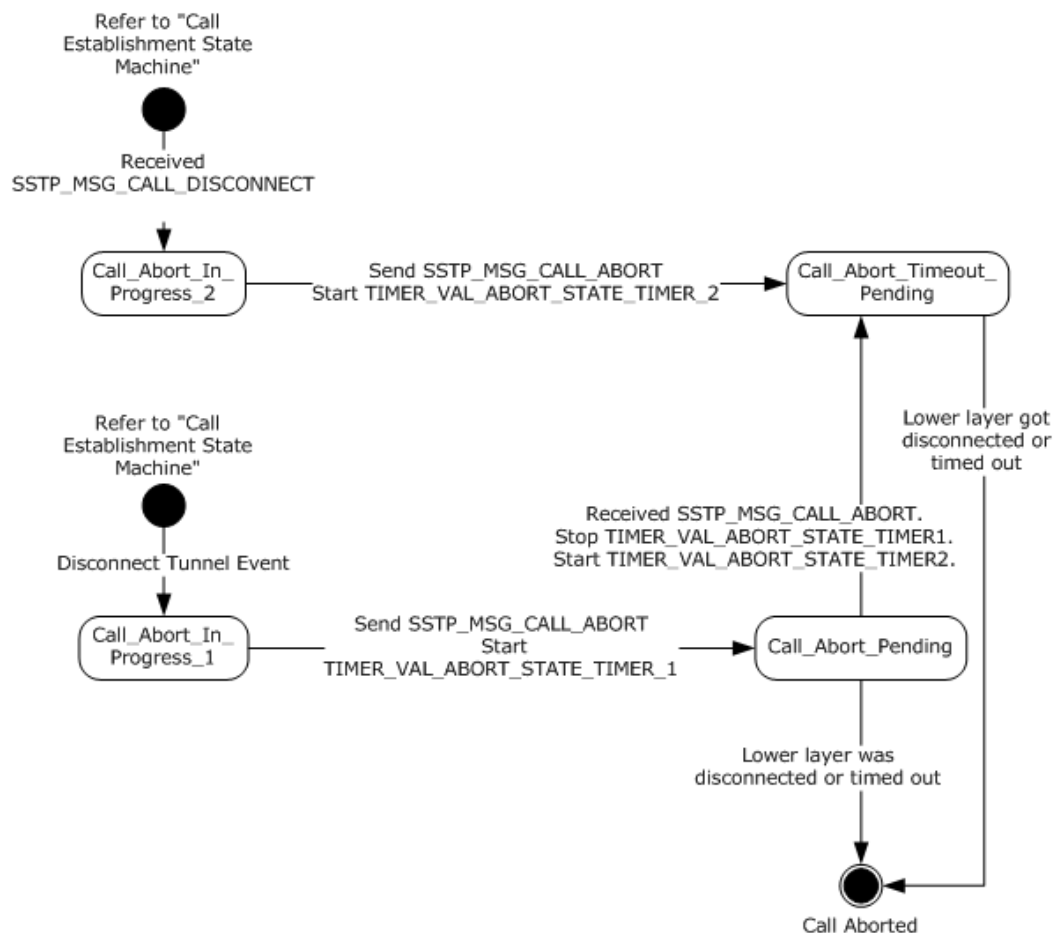 Refer to "Call
Establishment State
Machine"
Received
SSTP_MSG_CALL_DISCONNECT
Call_Abort_In_
Progress_2
Send SSTP_MSG_CALL_ABORT
Start TIMER_VAL_ABORT_STATE_TIMER_2
Call_Abort_Timeout_
Pending
Lower layer got
disconnected or
timed out
Refer to "Call
Establishment State
Machine"
Received SSTP_MSG_CALL_ABORT.
Stop TIMER_VAL_ABORT_STATE_TIMER1.
Start TIMER_VAL_ABORT_STATE_TIMER2.
Disconnect Tunnel Event
Call_Abort_In_
Progress_1
Send SSTP_MSG_CALL_ABORT
Start
TIMER_VAL_ABORT_STATE_TIMER_1
Call_Abort_Pending
Lower layer was
disconnected or timed out
Call Aborted